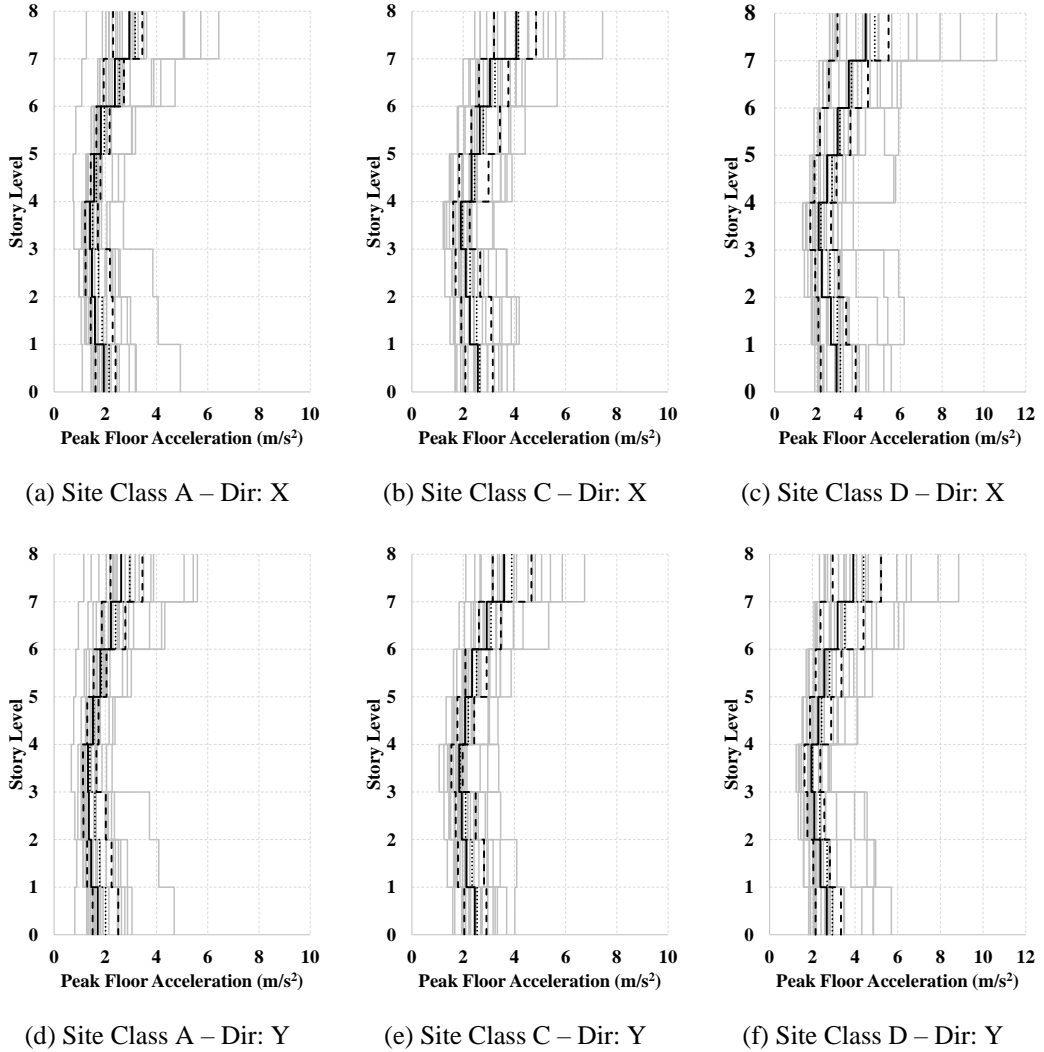 8
7
6
5
4
3
2
1
0
Story Level
0 2 4 6 8 10
Peak Floor Acceleration (m/s²)
(a) Site Class A – Dir: X
8
7
6
5
4
3
2
1
0
Story Level
0 2 4 6 8 10
Peak Floor Acceleration (m/s²)
(b) Site Class C – Dir: X
8
7
6
5
4
3
2
1
0
Story Level
0 2 4 6 8 10 12
Peak Floor Acceleration (m/s²)
(c) Site Class D – Dir: X
8
7
6
5
4
3
2
1
0
Story Level
0 2 4 6 8 10
Peak Floor Acceleration (m/s²)
(d) Site Class A – Dir: Y
8
7
6
5
4
3
2
1
0
Story Level
0 2 4 6 8 10
Peak Floor Acceleration (m/s²)
(e) Site Class C – Dir: Y
8
7
6
5
4
3
2
1
0
Story Level
0 2 4 6 8 10 12
Peak Floor Acceleration (m/s²)
(f) Site Class D – Dir: Y